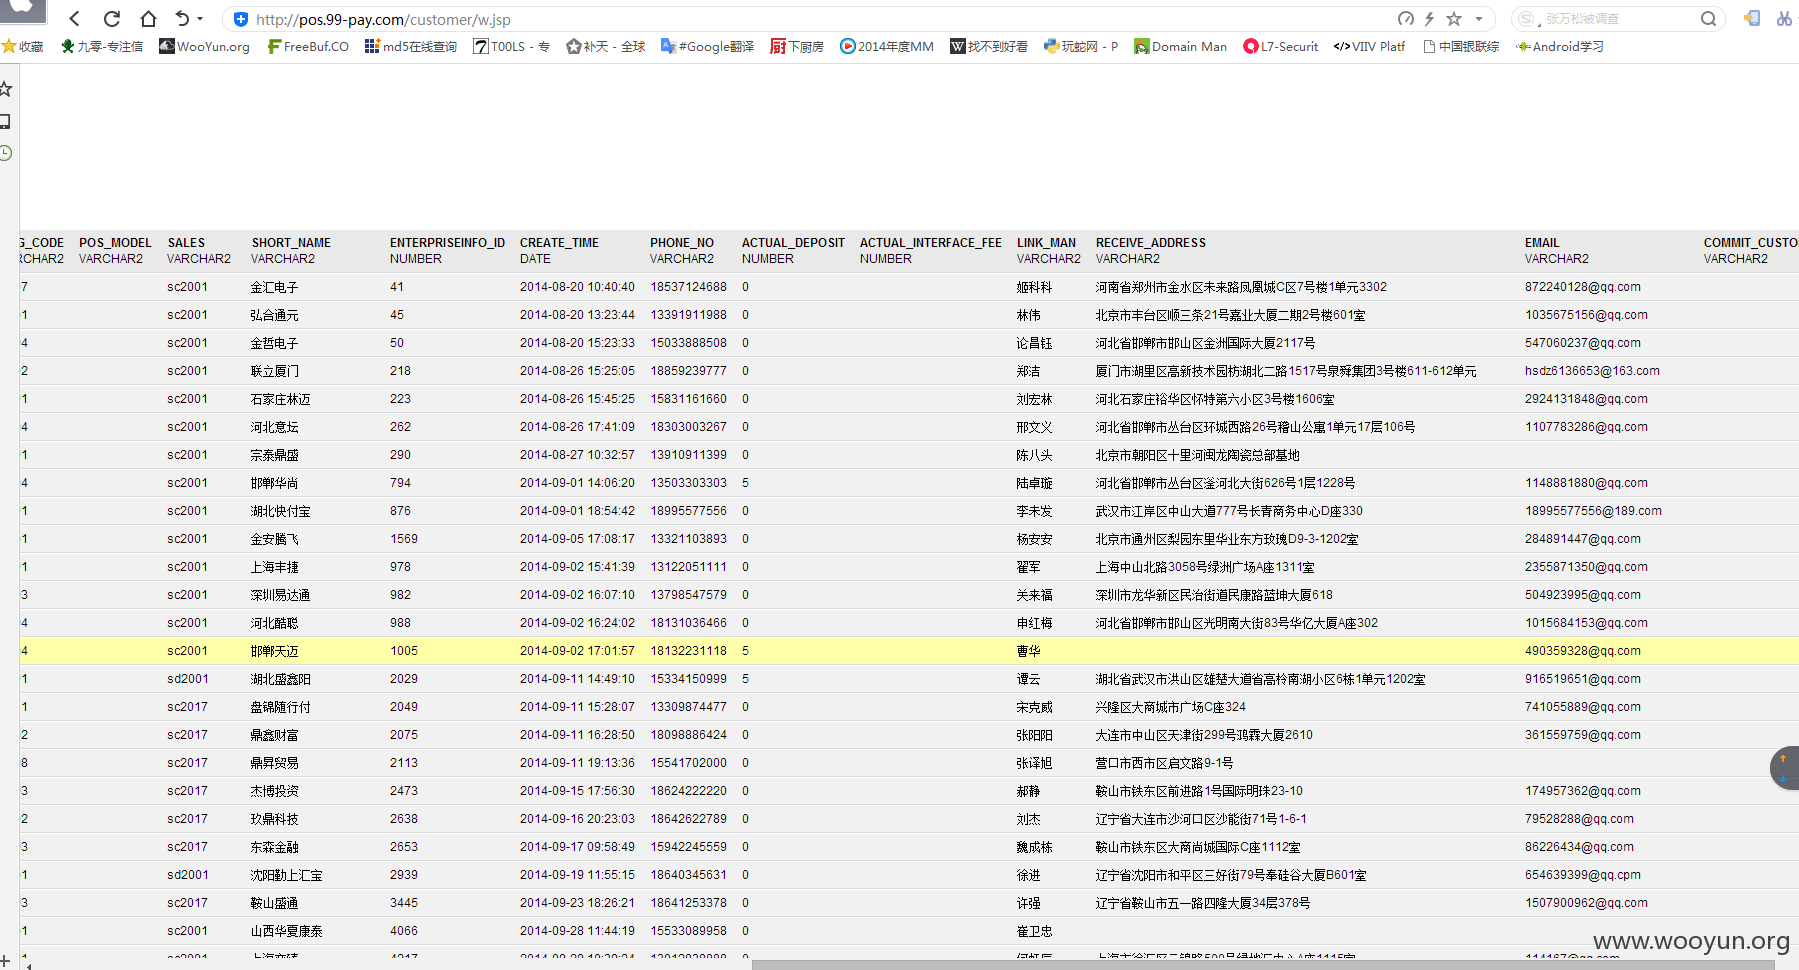 http://pos.99-pay.com/customer/w.jsp 张万松被调查
收藏 九零-专注信 WooYun.org FreeBuf.CO md5在线查询 T00LS - 专 补天 - 全球 #Google翻译 下厨房 2014年度MM 找不到好看 玩蛇网 - P Domain Man L7-Securit VIIV Platf 中国银联综 Android学习
G_CODE POS_MODEL SALES SHORT_NAME ENTERPRISEINFO_ID CREATE_TIME PHONE_NO ACTUAL_DEPOSIT ACTUAL_INTERFACE_FEE LINK_MAN RECEIVE_ADDRESS EMAIL COMMIT_CUSTO
RCHAR2 VARCHAR2 VARCHAR2 VARCHAR2 NUMBER DATE VARCHAR2 NUMBER NUMBER VARCHAR2 VARCHAR2 VARCHAR2 VARCHAR2
7 sc2001 金汇电子 41 2014-08-20 10:40:40 18537124688 0 姬科科 河南省郑州市金水区未来路凤凰城C区7号楼1单元3302 872240128@qq.com
1 sc2001 弘合通元 45 2014-08-20 13:23:44 13391911988 0 林伟 北京市丰台区顺三条21号嘉业大厦二期2号楼601室 1035675156@qq.com
4 sc2001 金哲电子 50 2014-08-20 15:23:33 15033888508 0 论昌钰 河北省邯郸市邯山区金洲国际大厦2117号 547060237@qq.com
2 sc2001 联立厦门 218 2014-08-26 15:25:05 18859239777 0 郑洁 厦门市湖里区高新技术园枋湖北二路1517号泉舜集团3号楼611-612单元 hsdz6136653@163.com
1 sc2001 石家庄林迈 223 2014-08-26 15:45:25 15831161660 0 刘宏林 河北石家庄裕华区怀特第六小区3号楼1606室 2924131848@qq.com
4 sc2001 河北意坛 262 2014-08-26 17:41:09 18303003267 0 邢文义 河北省邯郸市丛台区环城西路26号稽山公寓1单元17层106号 1107783286@qq.com
1 sc2001 宗泰鼎盛 290 2014-08-27 10:32:57 13910911399 0 陈八头 北京市朝阳区十里河闽龙陶瓷总部基地
4 sc2001 邯郸华尚 794 2014-09-01 14:06:20 13503303303 5 陆卓璇 河北省邯郸市丛台区滏河北大街626号1层1228号 1148881880@qq.com
1 sc2001 湖北快付宝 876 2014-09-01 18:54:42 18995577556 0 李未发 武汉市江岸区中山大道777号长青商务中心D座330 18995577556@189.com
1 sc2001 金安腾飞 1569 2014-09-05 17:08:17 13321103893 0 杨安安 北京市通州区梨园东里华业东方玫瑰D9-3-1202室 284891447@qq.com
1 sc2001 上海丰捷 978 2014-09-02 15:41:39 13122051111 0 翟军 上海中山北路3058号绿洲广场A座1311室 2355871350@qq.com
3 sc2001 深圳易达通 982 2014-09-02 16:07:10 13798547579 0 关来福 深圳市龙华新区民治街道民康路蓝坤大厦618 504923995@qq.com
4 sc2001 河北酷聪 988 2014-09-02 16:24:02 18131036466 0 申红梅 河北省邯郸市邯山区光明南大街83号华亿大厦A座302 1015684153@qq.com
4 sc2001 邯郸天迈 1005 2014-09-02 17:01:57 18132231118 5 曹华 490359328@qq.com
1 sd2001 湖北盛鑫阳 2029 2014-09-11 14:49:10 15334150999 5 谭云 湖北省武汉市洪山区雄楚大道省高柃南湖小区6栋1单元1202室 916519651@qq.com
1 sc2017 盘锦随行付 2049 2014-09-11 15:28:07 13309874477 0 宋克威 兴隆区大商城市广场C座324 741055889@qq.com
2 sc2017 鼎鑫财富 2075 2014-09-11 16:28:50 18098886424 0 张阳阳 大连市中山区天津街299号鸿霖大厦2610 361559759@qq.com
8 sc2017 鼎昇贸易 2113 2014-09-11 19:13:36 15541702000 0 张译旭 营口市西市区启文路9-1号
3 sc2017 杰博投资 2473 2014-09-15 17:56:30 18624222220 0 郝静 鞍山市铁东区前进路1号国际明珠23-10 174957362@qq.com
2 sc2017 玖鼎科技 2638 2014-09-16 20:23:03 18642622789 0 刘杰 辽宁省大连市沙河口区沙能街71号1-6-1 79528288@qq.com
3 sc2017 东森金融 2653 2014-09-17 09:58:49 15942245559 0 魏成栋 鞍山市铁东区大商尚城国际C座1112室 86226434@qq.com
1 sd2001 沈阳勤上汇宝 2939 2014-09-19 11:55:15 18640345631 0 徐进 辽宁省沈阳市和平区三好街79号奉硅谷大厦B601室 654639399@qq.cpm
3 sc2017 鞍山盛通 3445 2014-09-23 18:26:21 18641253378 0 许强 辽宁省鞍山市五一路四隆大厦34层378号 1507900962@qq.com
1 sc2001 山西华夏康泰 4066 2014-09-28 11:44:19 15533089958 0 崔卫忠
www.wooyun.org